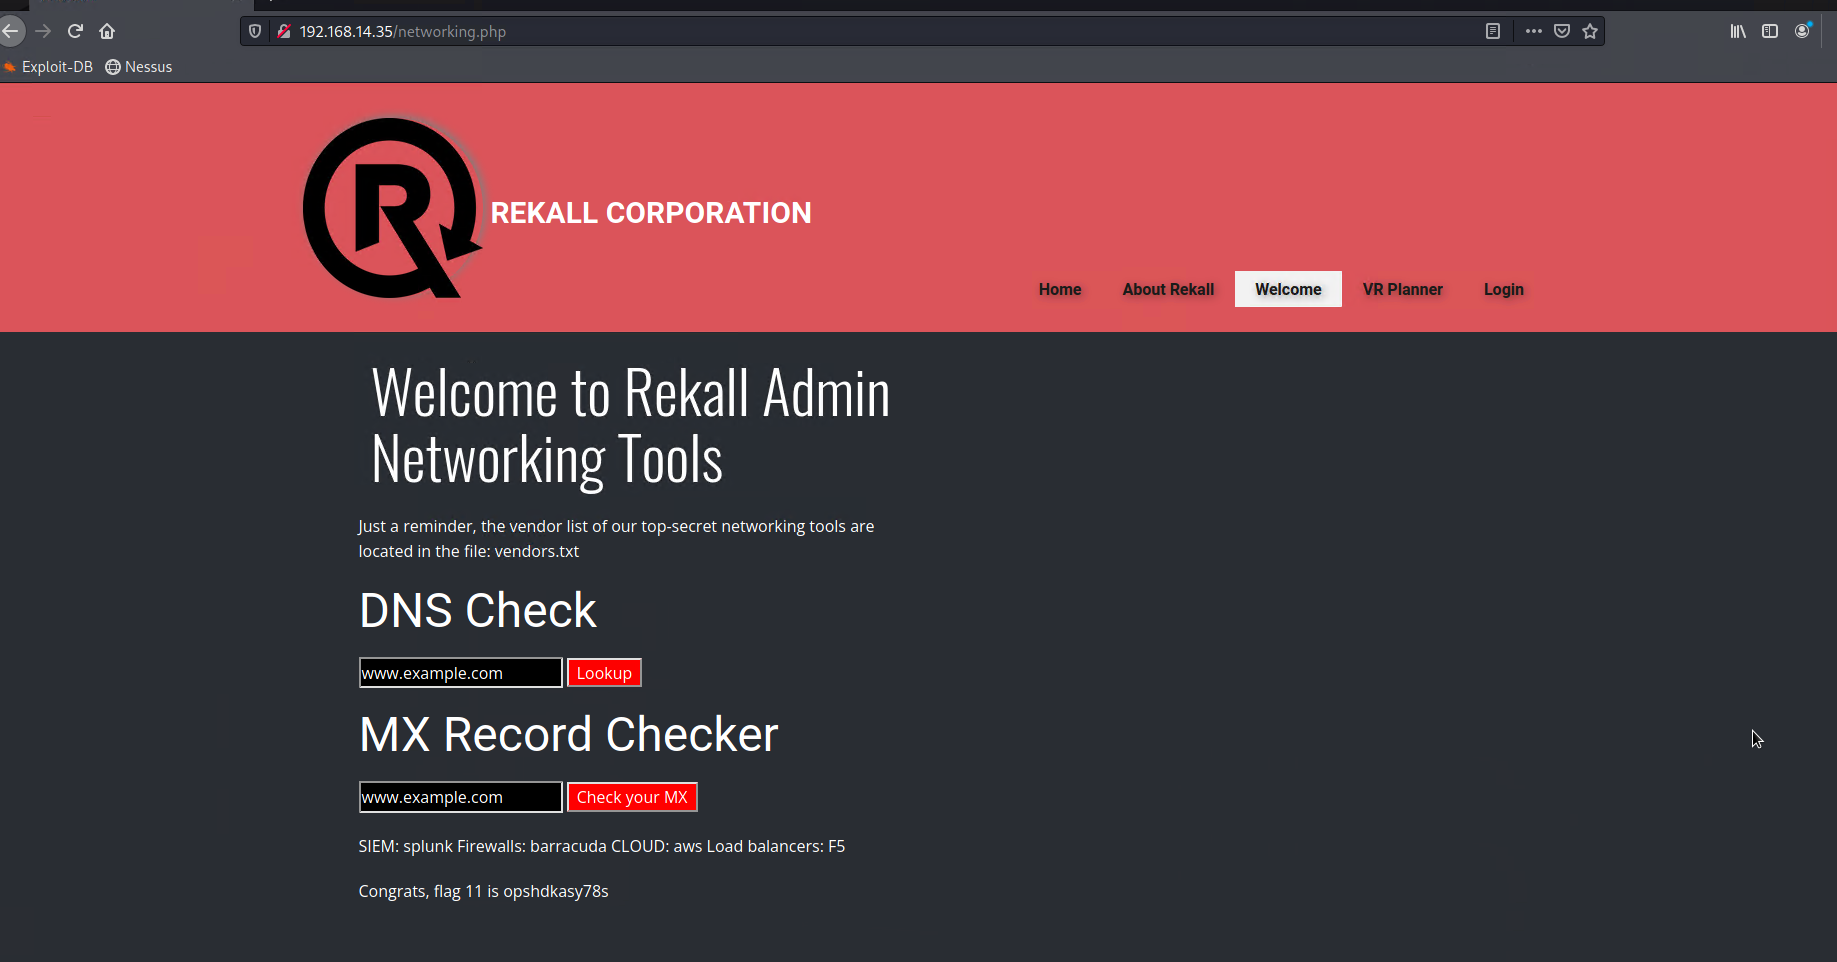 192.168.14.35/networking.php
Exploit-DB Nessus
R
REKALL CORPORATION
Home About Rekall Welcome VR Planner Login
Welcome to Rekall Admin
Networking Tools
Just a reminder, the vendor list of our top-secret networking tools are
located in the file: vendors.txt
DNS Check
www.example.com Lookup
MX Record Checker
www.example.com Check your MX
SIEM: splunk Firewalls: barracuda CLOUD: aws Load balancers: F5
Congrats, flag 11 is opshdkasy78s